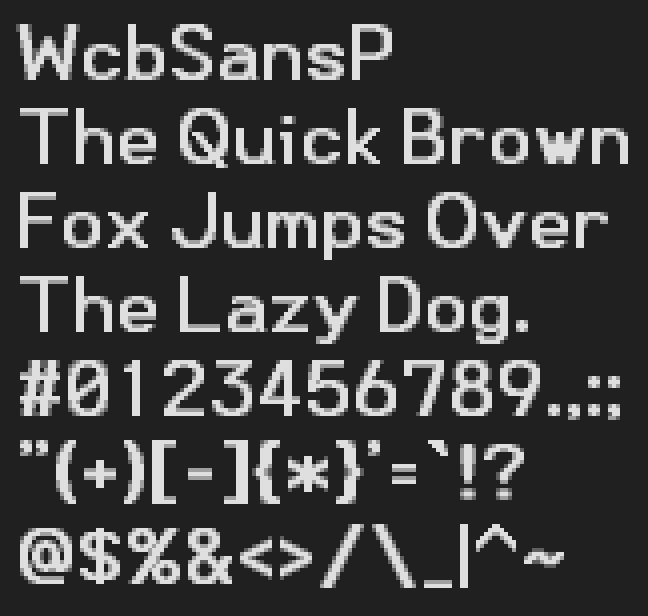 WcbSansP
The Quick Brown
Fox Jumps Over
The Lazy Dog.
#0123456789.,:;
"(+)[-]{*}'=`!?
@$%&<>/\_|^~